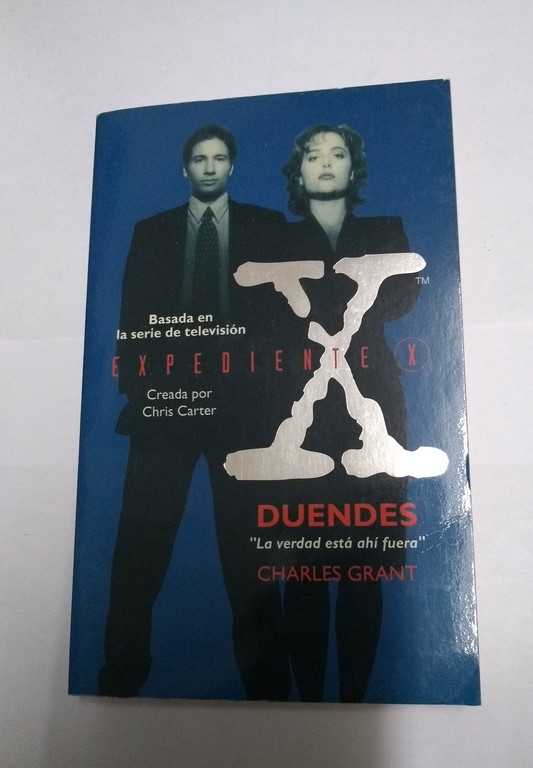 Basada en
la serie de televisión
EXPEDIENTE X
Creada por
Chris Carter
X
TM
DUENDES
"La verdad está ahí fuera"
CHARLES GRANT